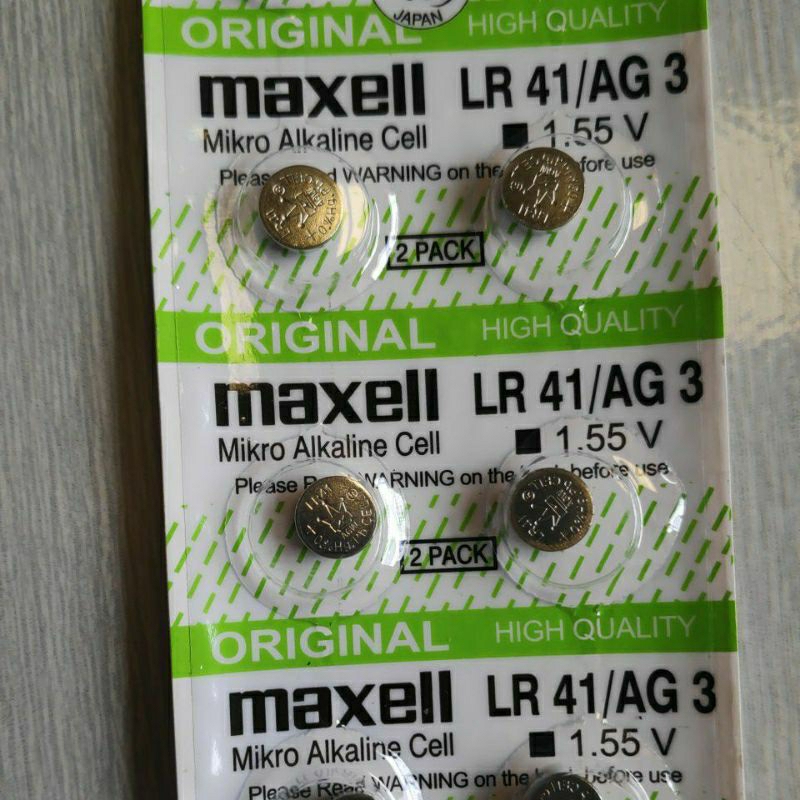 JAPAN
ORIGINAL HIGH QUALITY
maxell LR 41/AG 3
Mikro Alkaline Cell ■ 1.55 V
Please Read WARNING on the before use
2 PACK
ORIGINAL HIGH QUALITY
maxell LR 41/AG 3
Mikro Alkaline Cell ■ 1.55 V
Please Read WARNING on the before use
2 PACK
ORIGINAL HIGH QUALITY
maxell LR 41/AG 3
Mikro Alkaline Cell ■ 1.55 V
Please Read WARNING on the before use